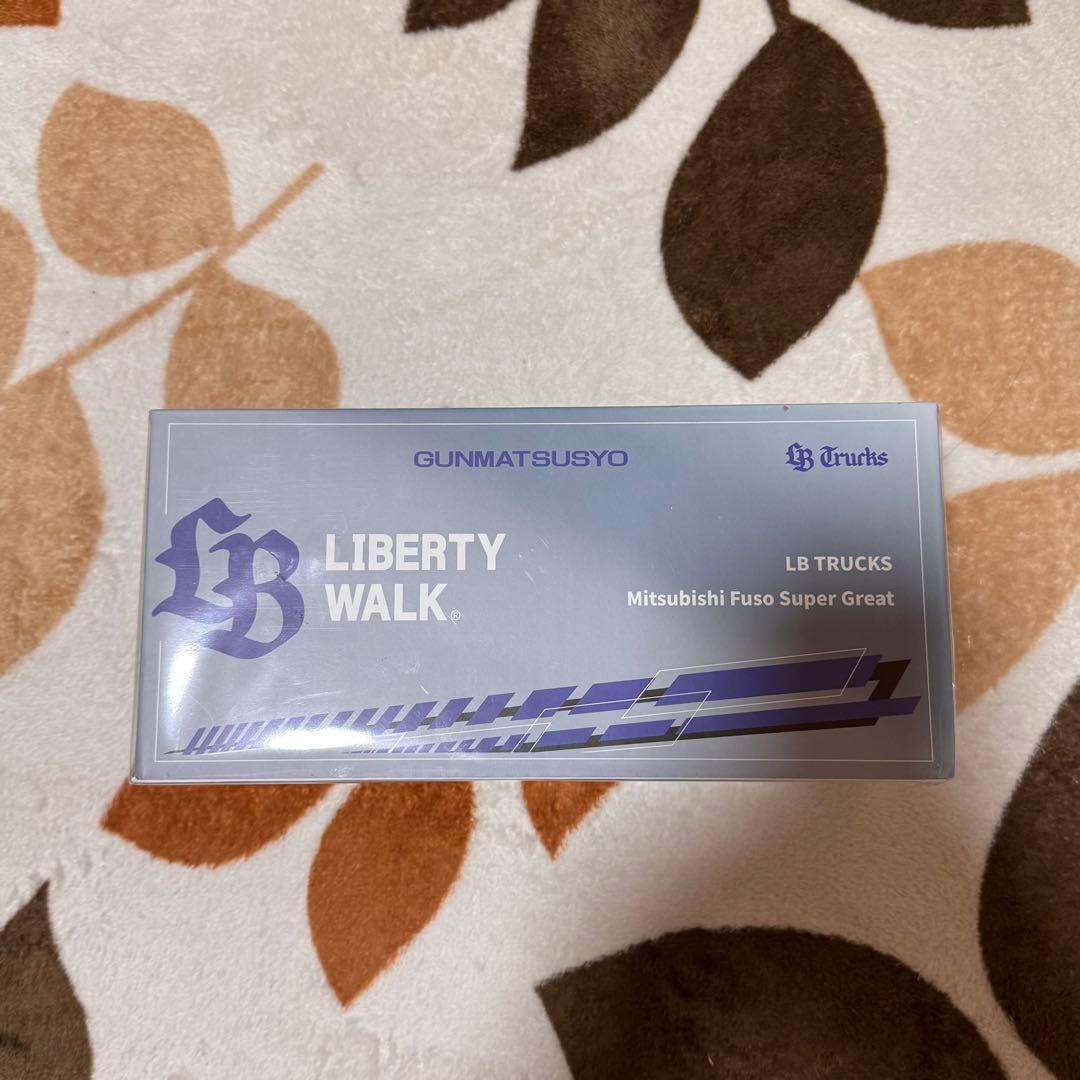 GUNMATSUSYO
LB Trucks
LB
LIBERTY
WALK®
LB TRUCKS
Mitsubishi Fuso Super Great